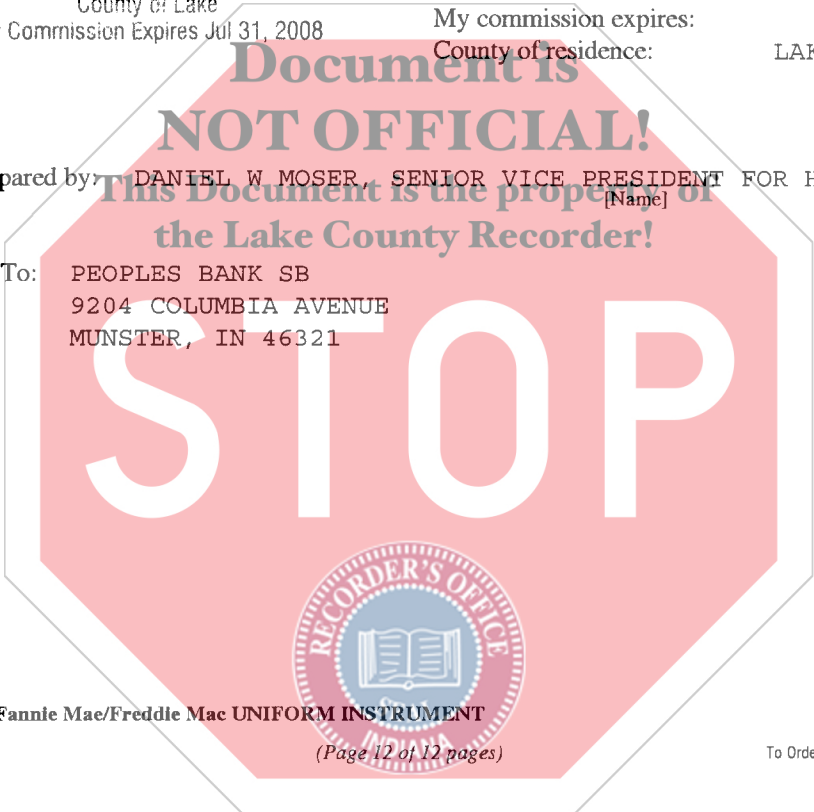 County of Lake
Commission Expires Jul 31, 2008
My commission expires:
County of residence: LAK
Document is
NOT OFFICIAL!
pared by: DANIEL W MOSER, SENIOR VICE PRESIDENT FOR H
[Name]
This Document is the property of
the Lake County Recorder!
To: PEOPLES BANK SB
9204 COLUMBIA AVENUE
MUNSTER, IN 46321
STOP
RECORDER'S OFFICE
INDIANA
Fannie Mae/Freddie Mac UNIFORM INSTRUMENT
(Page 12 of 12 pages)
To Orde